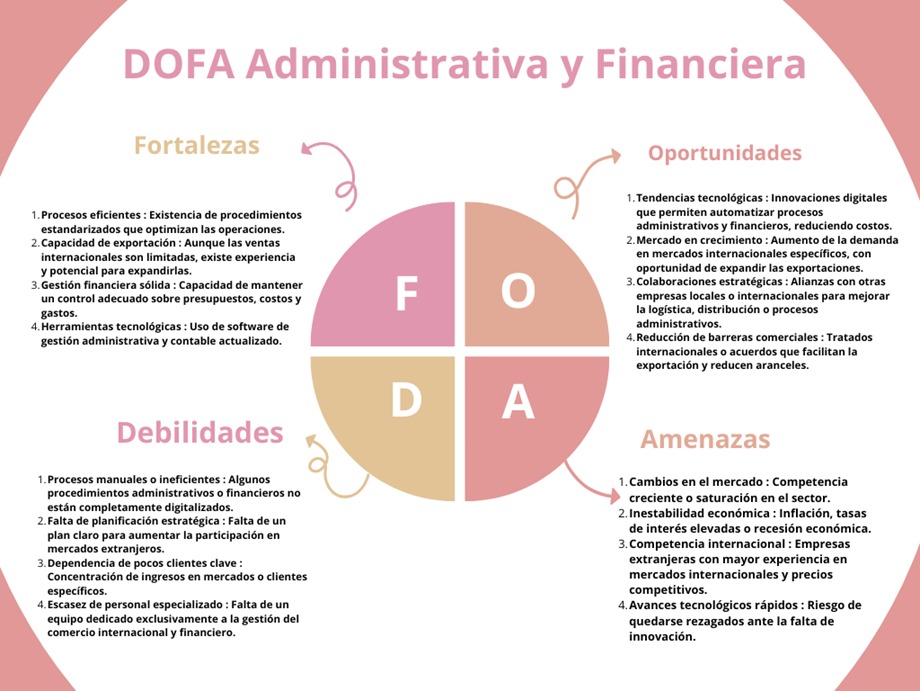 DOFA Administrativa y Financiera
Fortalezas
1. Procesos eficientes : Existencia de procedimientos
estandarizados que optimizan las operaciones.
2. Capacidad de exportación : Aunque las ventas
internacionales son limitadas, existe experiencia
y potencial para expandirlas.
3. Gestión financiera sólida : Capacidad de mantener
un control adecuado sobre presupuestos, costos y
gastos.
4. Herramientas tecnológicas : Uso de software de
gestión administrativa y contable actualizado.
Oportunidades
1. Tendencias tecnológicas : Innovaciones digitales
que permiten automatizar procesos
administrativos y financieros, reduciendo costos.
2. Mercado en crecimiento : Aumento de la demanda
en mercados internacionales específicos, con
oportunidad de expandir las exportaciones.
3. Colaboraciones estratégicas : Alianzas con otras
empresas locales o internacionales para mejorar
la logística, distribución o procesos
administrativos.
4. Reducción de barreras comerciales : Tratados
internacionales o acuerdos que facilitan la
exportación y reducen aranceles.
F
O
D
A
Debilidades
1. Procesos manuales o ineficientes : Algunos
procedimientos administrativos o financieros no
están completamente digitalizados.
2. Falta de planificación estratégica : Falta de un
plan claro para aumentar la participación en
mercados extranjeros.
3. Dependencia de pocos clientes clave :
Concentración de ingresos en mercados o clientes
específicos.
4. Escasez de personal especializado : Falta de un
equipo dedicado exclusivamente a la gestión del
comercio internacional y financiero.
Amenazas
1. Cambios en el mercado : Competencia
creciente o saturación en el sector.
2. Inestabilidad económica : Inflación, tasas
de interés elevadas o recesión económica.
3. Competencia internacional : Empresas
extranjeras con mayor experiencia en
mercados internacionales y precios
competitivos.
4. Avances tecnológicos rápidos : Riesgo de
quedarse rezagados ante la falta de
innovación.